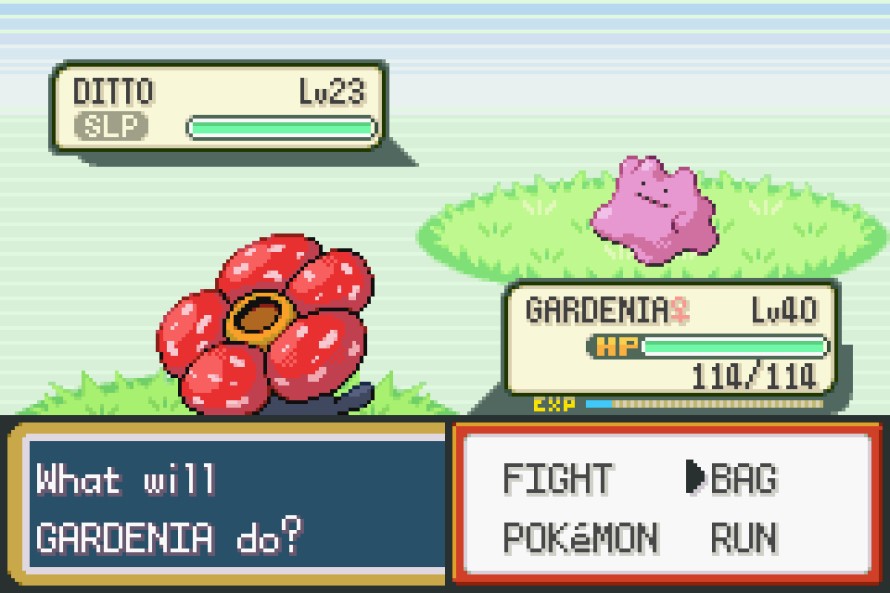 DITTO Lv23
SLP
GARDENIA♀ Lv40
HP
114/114
EXP
What will
GARDENIA do?
FIGHT BAG
POKéMON RUN